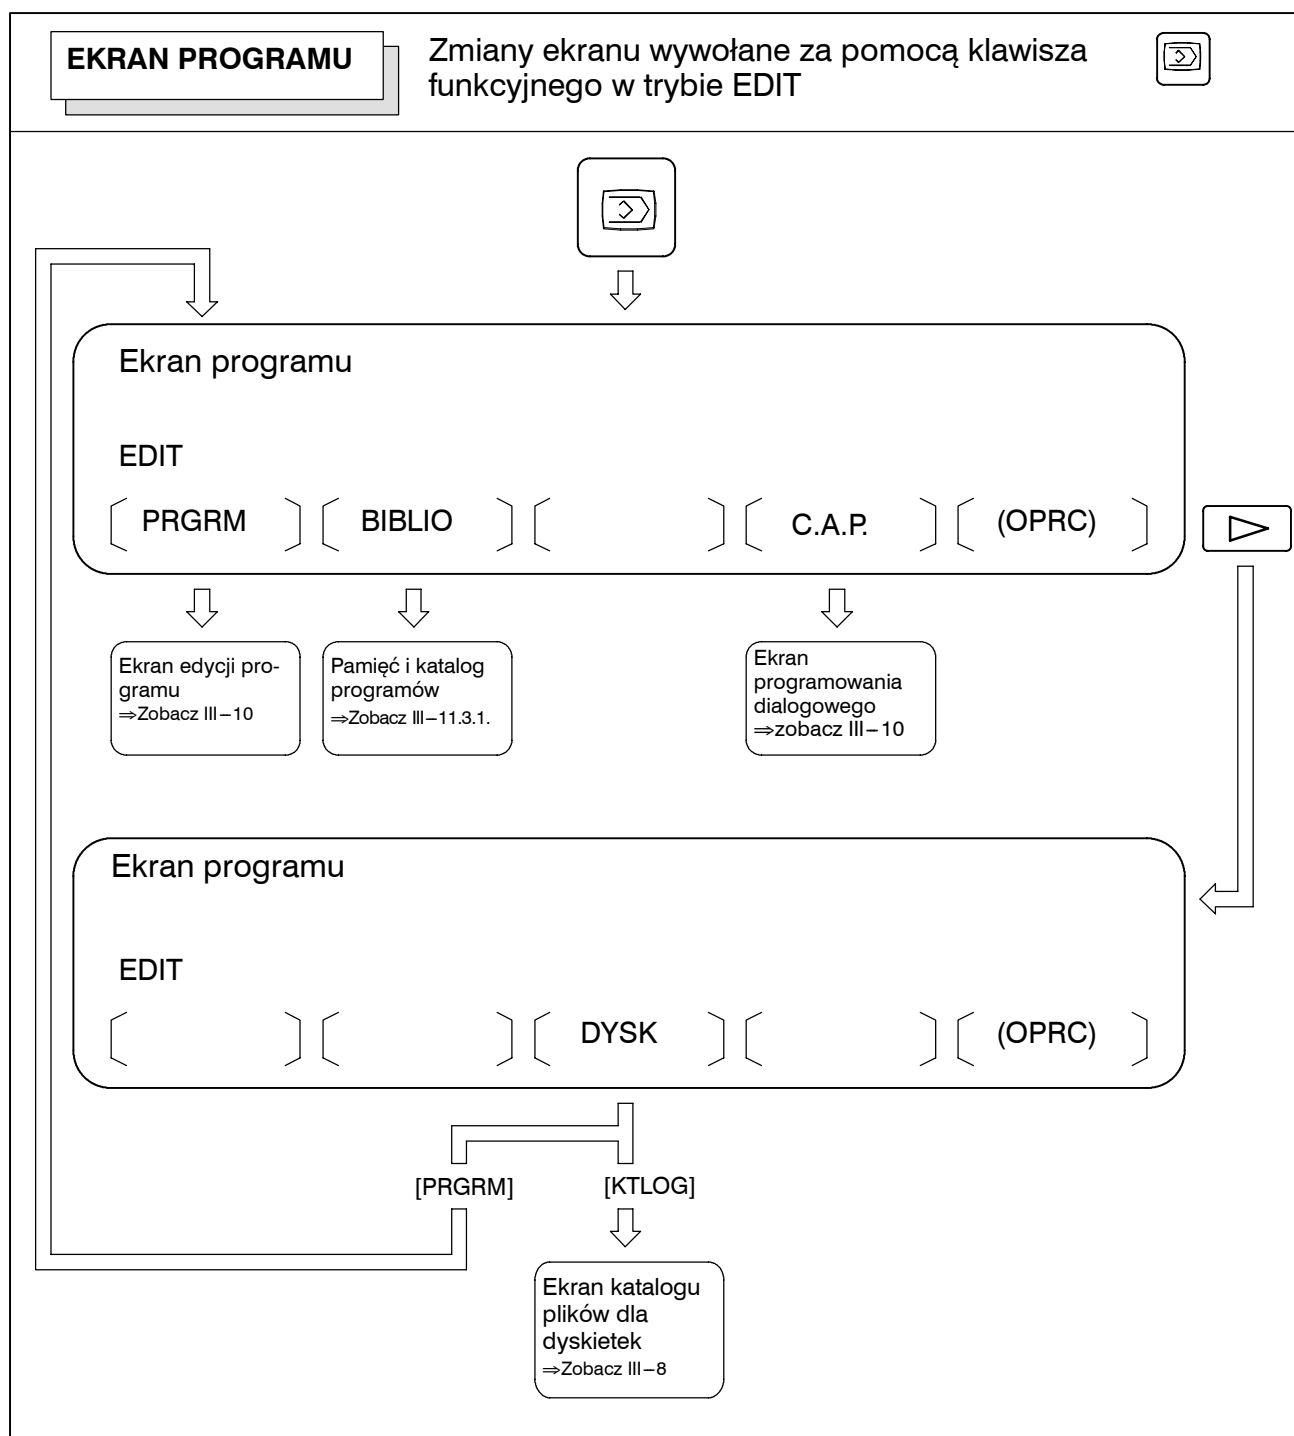 EKRAN PROGRAMU
Zmiany ekranu wywołane za pomocą klawisza
funkcyjnego w trybie EDIT
Ekran programu
EDIT
PRGRM
BIBLIO
C.A.P.
(OPRC)
Ekran edycji pro-
gramu
⇒Zobacz III–10
Pamięć i katalog
programów
⇒Zobacz III–11.3.1.
Ekran
programowania
dialogowego
⇒zobacz III–10
Ekran programu
EDIT
DYSK
(OPRC)
[PRGRM]
[KTLOG]
Ekran katalogu
plików dla
dyskietek
⇒Zobacz III–8